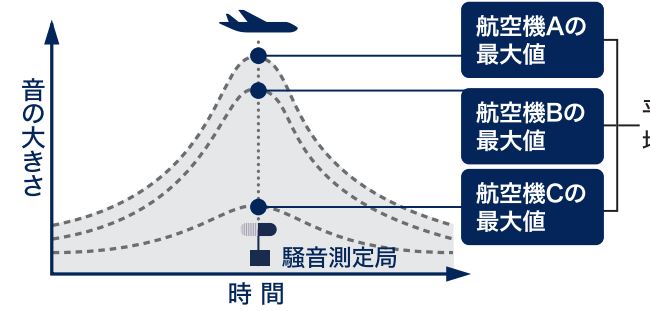 航空機Aの
最大値
航空機Bの
最大値
航空機Cの
最大値
音の大きさ
騒音測定局
時間